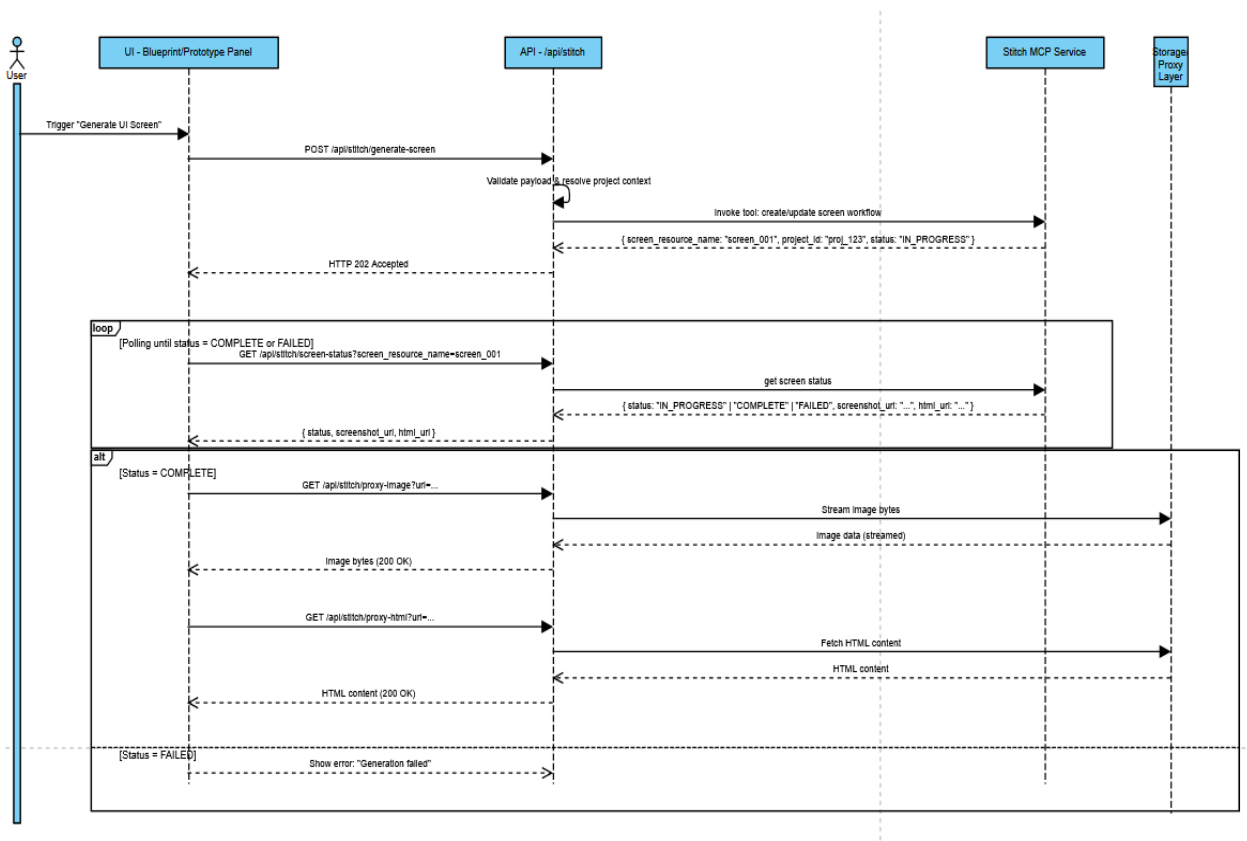 UI - Blueprint/Prototype Panel
API - /api/stitch
Stitch MCP Service
Storage/
Proxy
Layer
User
Trigger "Generate UI Screen"
POST /api/stitch/generate-screen
Validate payload & resolve project context
Invoke tool: create/update screen workflow
{ screen_resource_name: "screen_001", project_id: "proj_123", status: "IN_PROGRESS" }
HTTP 202 Accepted
loop
[Polling until status = COMPLETE or FAILED]
GET /api/stitch/screen-status?screen_resource_name=screen_001
get screen status
{ status: "IN_PROGRESS" | "COMPLETE" | "FAILED", screenshot_url: "...", html_url: "..." }
{ status, screenshot_url, html_url }
alt
[Status = COMPLETE]
GET /api/stitch/proxy-image?url=...
Stream image bytes
Image data (streamed)
Image bytes (200 OK)
GET /api/stitch/proxy-html?url=...
Fetch HTML content
HTML content
HTML content (200 OK)
[Status = FAILED]
Show error: "Generation failed"